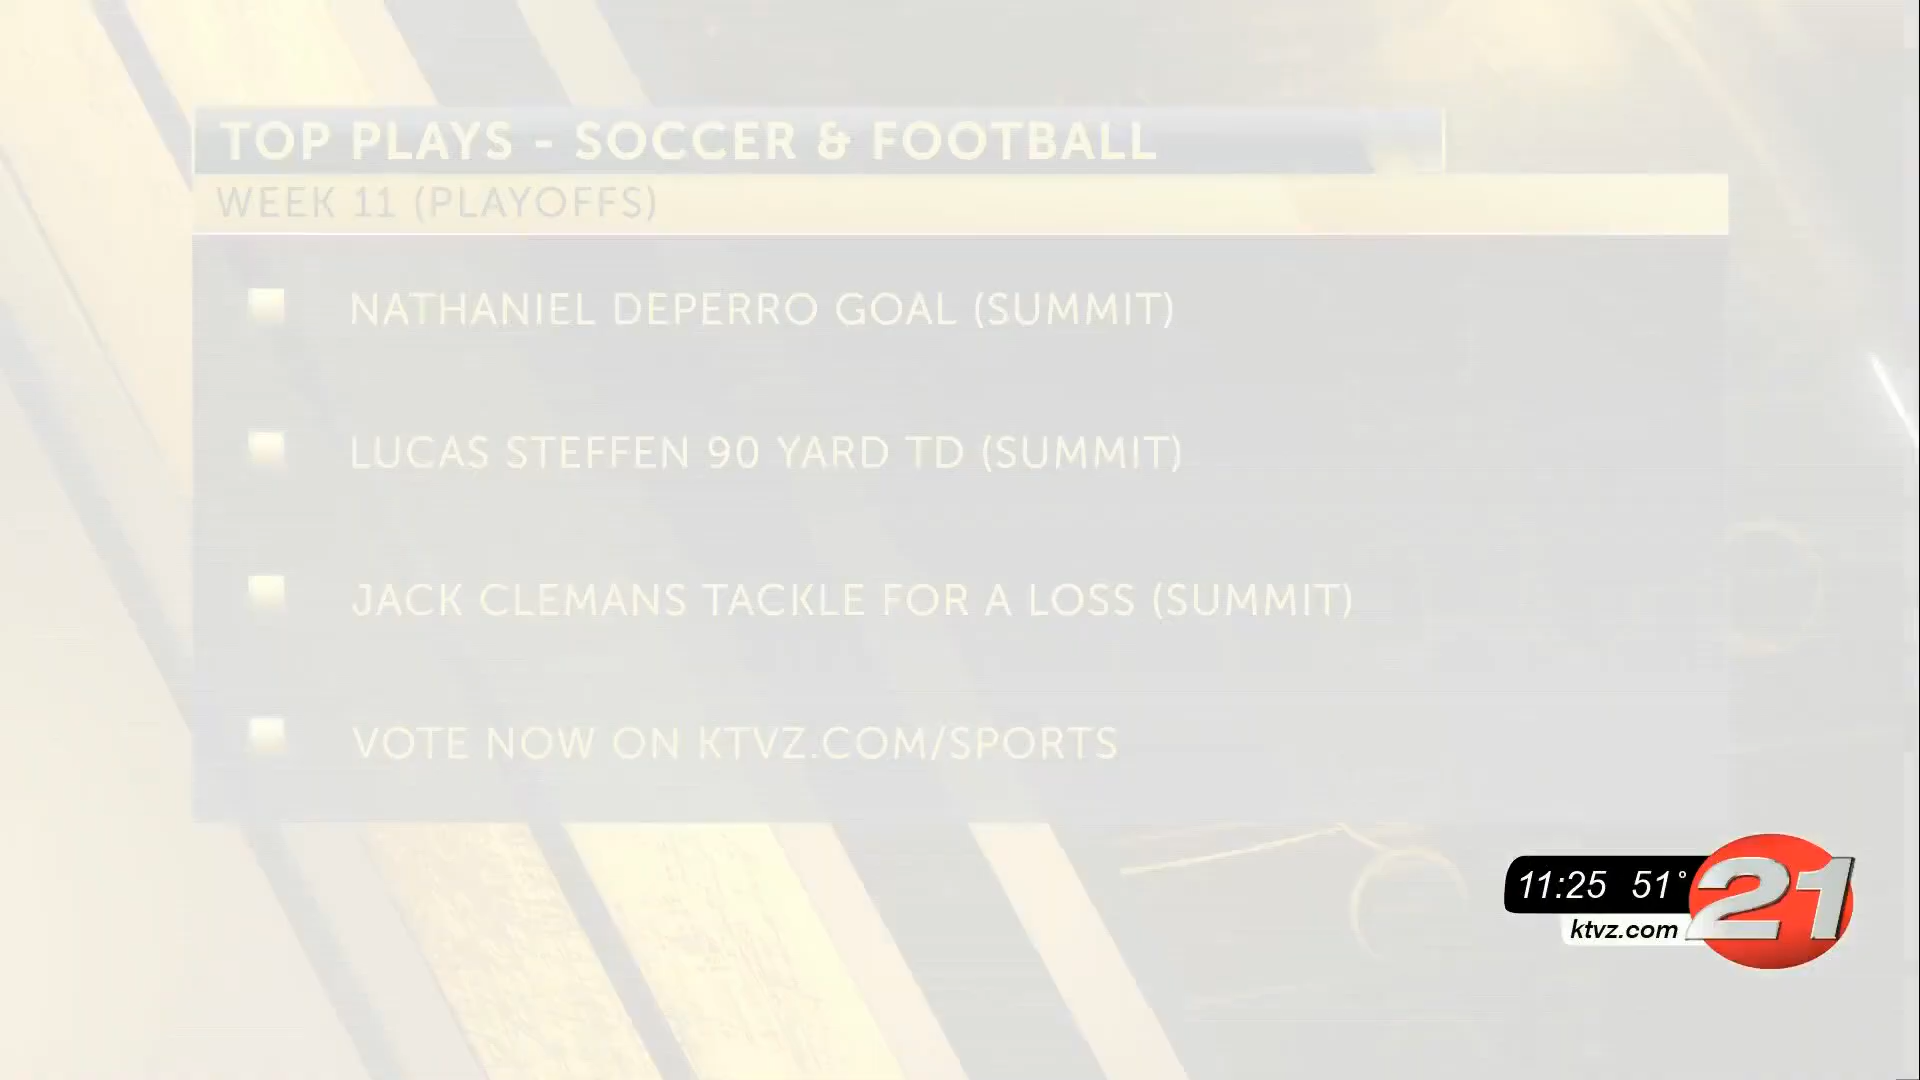 TOP PLAYS - SOCCER & FOOTBALL
WEEK 11 (PLAYOFFS)
NATHANIEL DEPERRO GOAL (SUMMIT)
LUCAS STEFFEN 90 YARD TD (SUMMIT)
JACK CLEMANS TACKLE FOR A LOSS (SUMMIT)
VOTE NOW ON KTVZ.COM/SPORTS
11:25 51° 21
ktvz.com